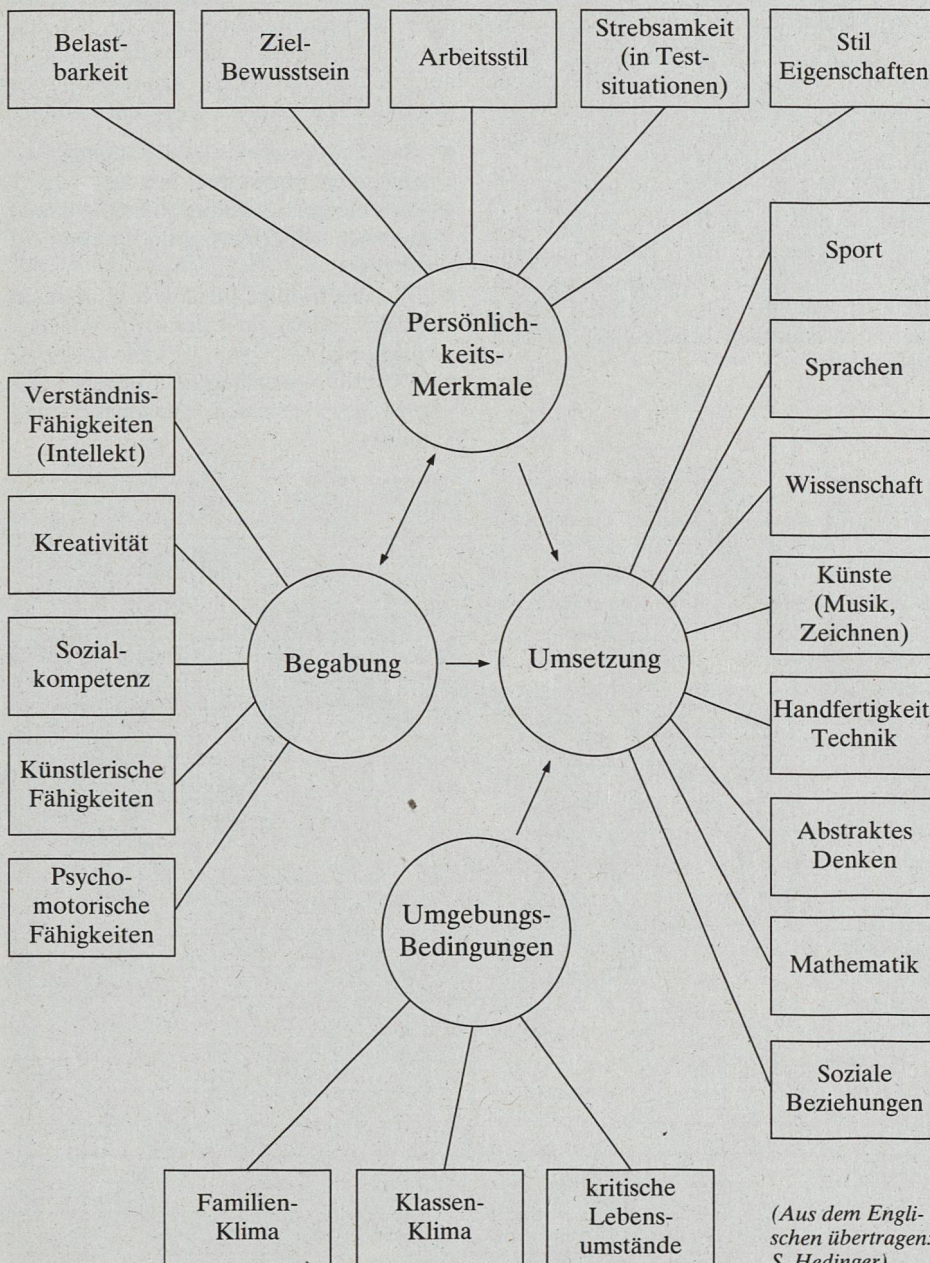 Belast-
barkeit
Ziel-
Bewusstsein
Arbeitsstil
Strebsamkeit
(in Test-
situationen)
Stil
Eigenschaften
Persönlich-
keits-
Merkmale
Verständnis-
Fähigkeiten
(Intellekt)
Kreativität
Sozial-
kompetenz
Künstlerische
Fähigkeiten
Psycho-
motorische
Fähigkeiten
Begabung
Umsetzung
Sport
Sprachen
Wissenschaft
Künste
(Musik,
Zeichnen)
Handfertigkeit
Technik
Abstraktes
Denken
Mathematik
Soziale
Beziehungen
Umgebungs-
Bedingungen
Familien-
Klima
Klassen-
Klima
kritische
Lebens-
umstände
(Aus dem Engli-
schen übertragen:
S. Hedinger)